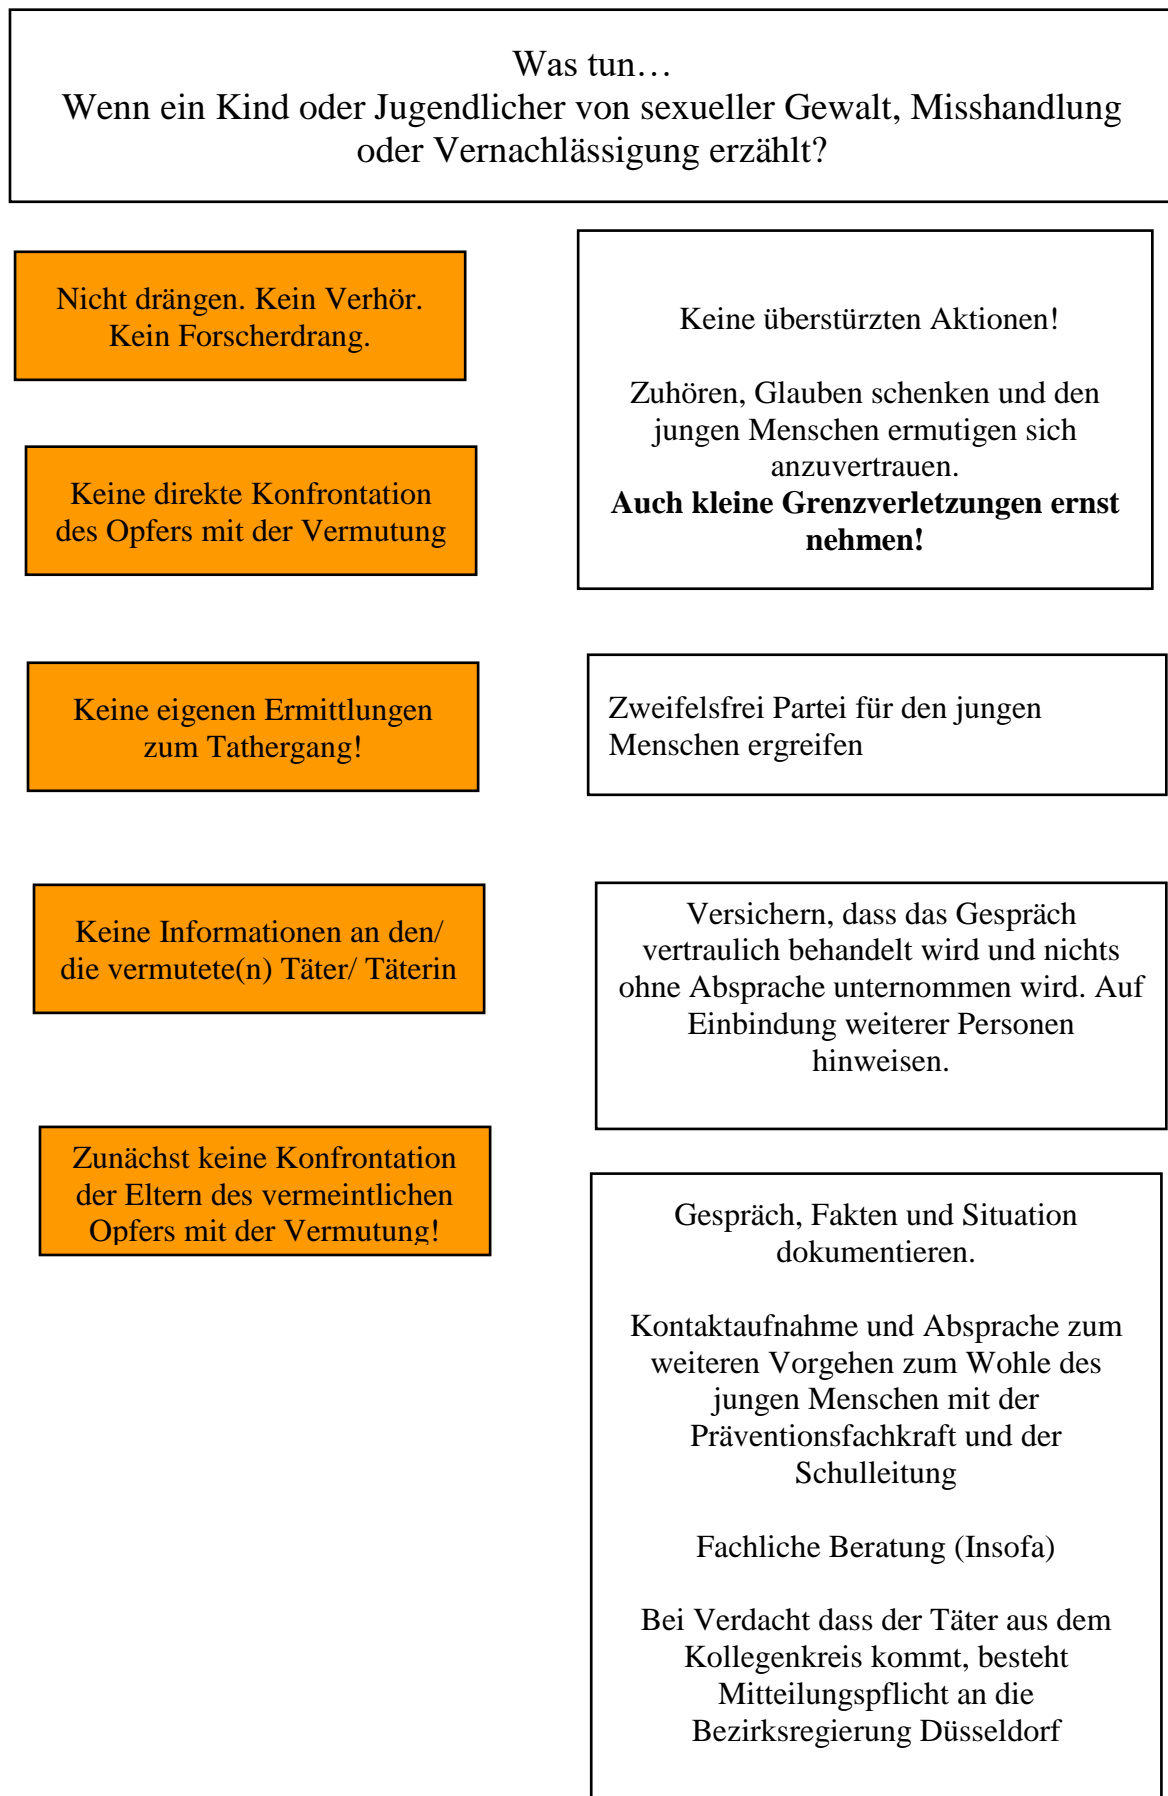 Was tun…
Wenn ein Kind oder Jugendlicher von sexueller Gewalt, Misshandlung
oder Vernachlässigung erzählt?
Nicht drängen. Kein Verhör.
Kein Forscherdrang.
Keine direkte Konfrontation
des Opfers mit der Vermutung
Keine eigenen Ermittlungen
zum Tathergang!
Keine Informationen an den/
die vermutete(n) Täter/ Täterin
Zunächst keine Konfrontation
der Eltern des vermeintlichen
Opfers mit der Vermutung!
Keine überstürzten Aktionen!
Zuhören, Glauben schenken und den
jungen Menschen ermutigen sich
anzuvertrauen.
Auch kleine Grenzverletzungen ernst
nehmen!
Zweifelsfrei Partei für den jungen
Menschen ergreifen
Versichern, dass das Gespräch
vertraulich behandelt wird und nichts
ohne Absprache unternommen wird. Auf
Einbindung weiterer Personen
hinweisen.
Gespräch, Fakten und Situation
dokumentieren.
Kontaktaufnahme und Absprache zum
weiteren Vorgehen zum Wohle des
jungen Menschen mit der
Präventionsfachkraft und der
Schulleitung
Fachliche Beratung (Insofa)
Bei Verdacht dass der Täter aus dem
Kollegenkreis kommt, besteht
Mitteilungspflicht an die
Bezirksregierung Düsseldorf